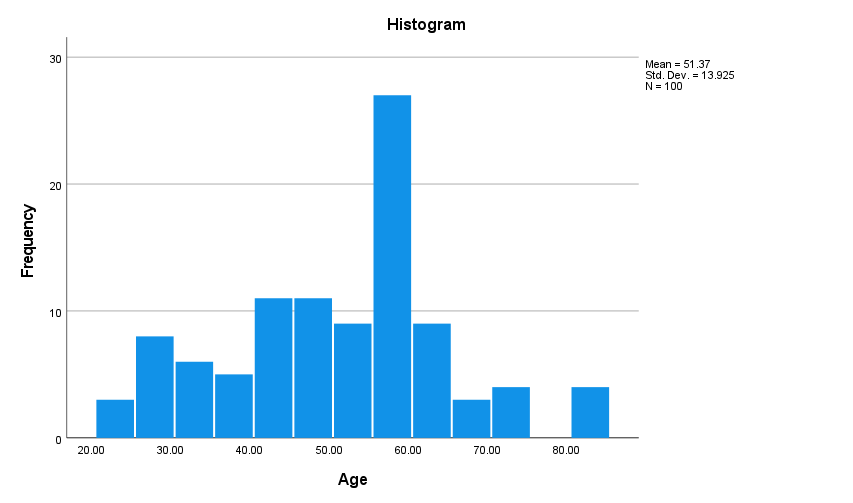 Histogram
30
20
10
0
Frequency
20.00 30.00 40.00 50.00 60.00 70.00 80.00
Age
Mean = 51.37
Std. Dev. = 13.925
N = 100